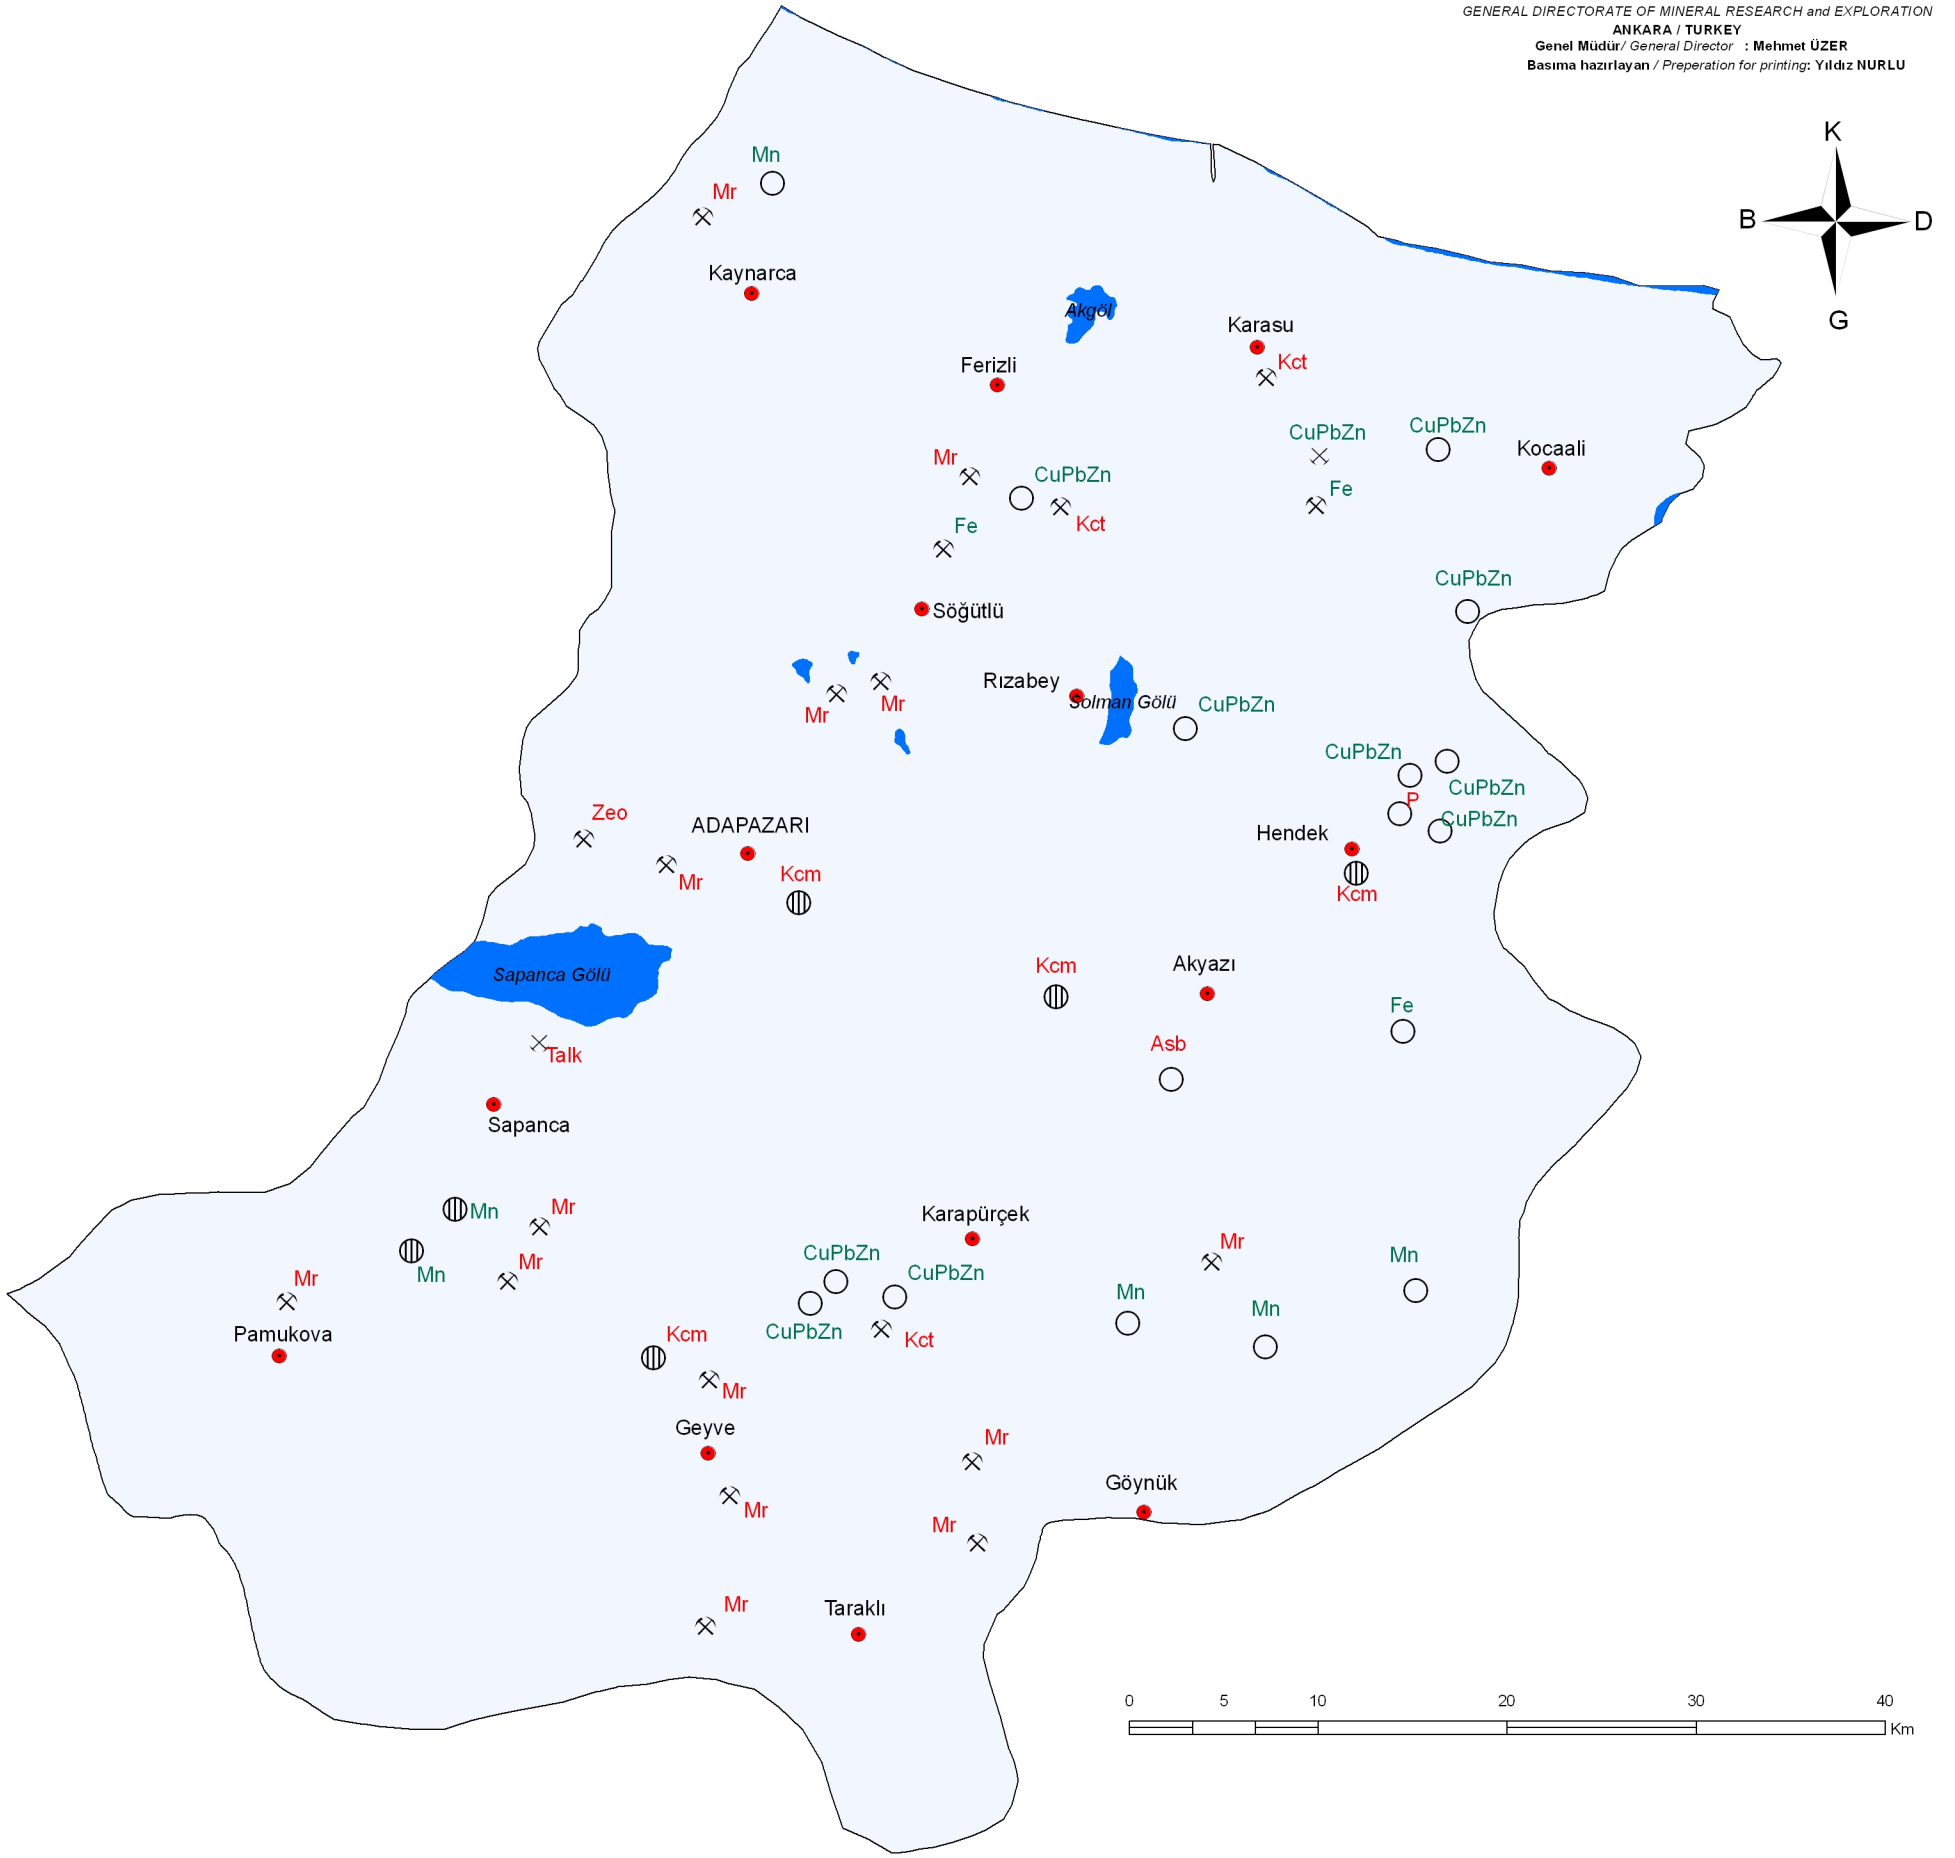 GENERAL DIRECTORATE OF MINERAL RESEARCH and EXPLORATION
ANKARA / TURKEY
Genel Müdür/ General Director : Mehmet ÜZER
Basıma hazırlayan / Preperation for printing: Yıldız NURLU
K
B
D
G
Mn
Mr
Kaynarca
Akgöl
Karasu
Kct
Ferizli
CuPbZn
CuPbZn
Kocaali
Mr
CuPbZn
Fe
Kct
Fe
CuPbZn
Söğütlü
Rızabey
Solman Gölü
CuPbZn
Mr
Mr
CuPbZn
CuPbZn
P
CuPbZn
Zeo
ADAPAZARI
Hendek
Mr
Kcm
Kcm
Sapanca Gölü
Kcm
Akyazı
Fe
Asb
Talk
Sapanca
Mn
Mr
Karapürçek
Mr
CuPbZn
Mn
Mr
Mn
CuPbZn
Mr
Mn
Mn
Pamukova
CuPbZn
Kcm
Kct
Mr
Geyve
Mr
Göynük
Mr
Mr
Mr
Taraklı
0 5 10 20 30 40
Km